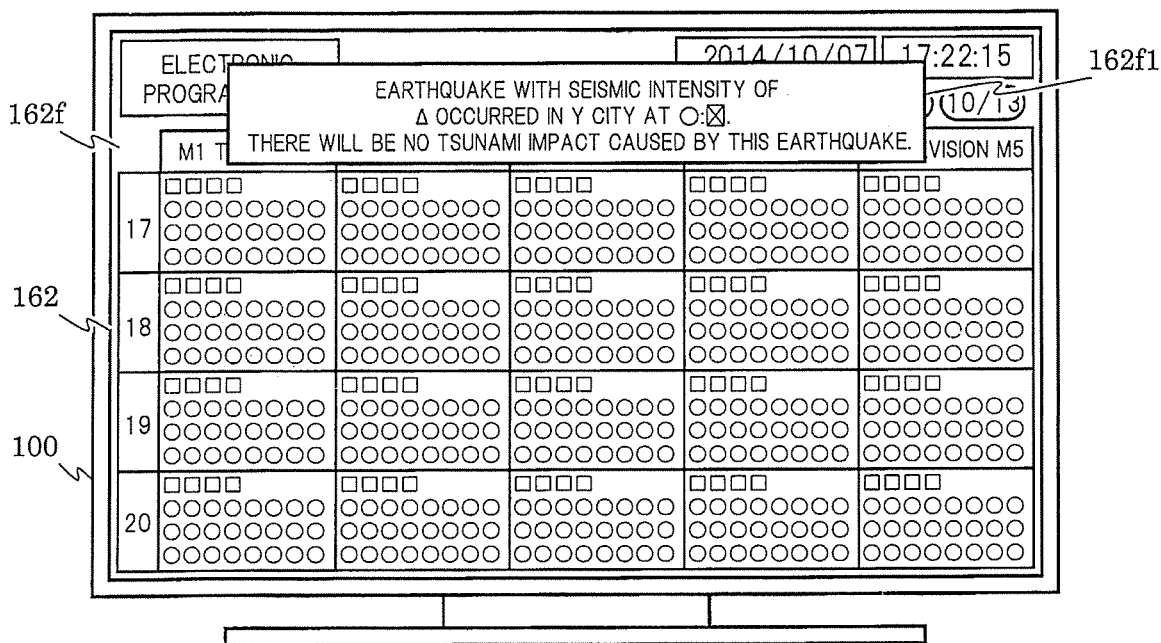 ELECTRONIC
2014/10/07 17:22:15
162f1
PROGRA
EARTHQUAKE WITH SEISMIC INTENSITY OF
Δ OCCURRED IN Y CITY AT ○:☒.
THERE WILL BE NO TSUNAMI IMPACT CAUSED BY THIS EARTHQUAKE.
(10/13)
162f
M1 T
VISION M5
□□□□ □□□□ □□□□ □□□□ □□□□
17
○○○○○○○○ ○○○○○○○○ ○○○○○○○○ ○○○○○○○○ ○○○○○○○○
○○○○○○○○ ○○○○○○○○ ○○○○○○○○ ○○○○○○○○ ○○○○○○○○
○○○○○○○○ ○○○○○○○○ ○○○○○○○○ ○○○○○○○○ ○○○○○○○○
162
□□□□ □□□□ □□□□ □□□□ □□□□
18
○○○○○○○○ ○○○○○○○○ ○○○○○○○○ ○○○○○○○○ ○○○○○○○○
○○○○○○○○ ○○○○○○○○ ○○○○○○○○ ○○○○○○○○ ○○○○○○○○
○○○○○○○○ ○○○○○○○○ ○○○○○○○○ ○○○○○○○○ ○○○○○○○○
□□□□ □□□□ □□□□ □□□□ □□□□
19
○○○○○○○○ ○○○○○○○○ ○○○○○○○○ ○○○○○○○○ ○○○○○○○○
○○○○○○○○ ○○○○○○○○ ○○○○○○○○ ○○○○○○○○ ○○○○○○○○
○○○○○○○○ ○○○○○○○○ ○○○○○○○○ ○○○○○○○○ ○○○○○○○○
100
□□□□ □□□□ □□□□ □□□□ □□□□
20
○○○○○○○○ ○○○○○○○○ ○○○○○○○○ ○○○○○○○○ ○○○○○○○○
○○○○○○○○ ○○○○○○○○ ○○○○○○○○ ○○○○○○○○ ○○○○○○○○
○○○○○○○○ ○○○○○○○○ ○○○○○○○○ ○○○○○○○○ ○○○○○○○○